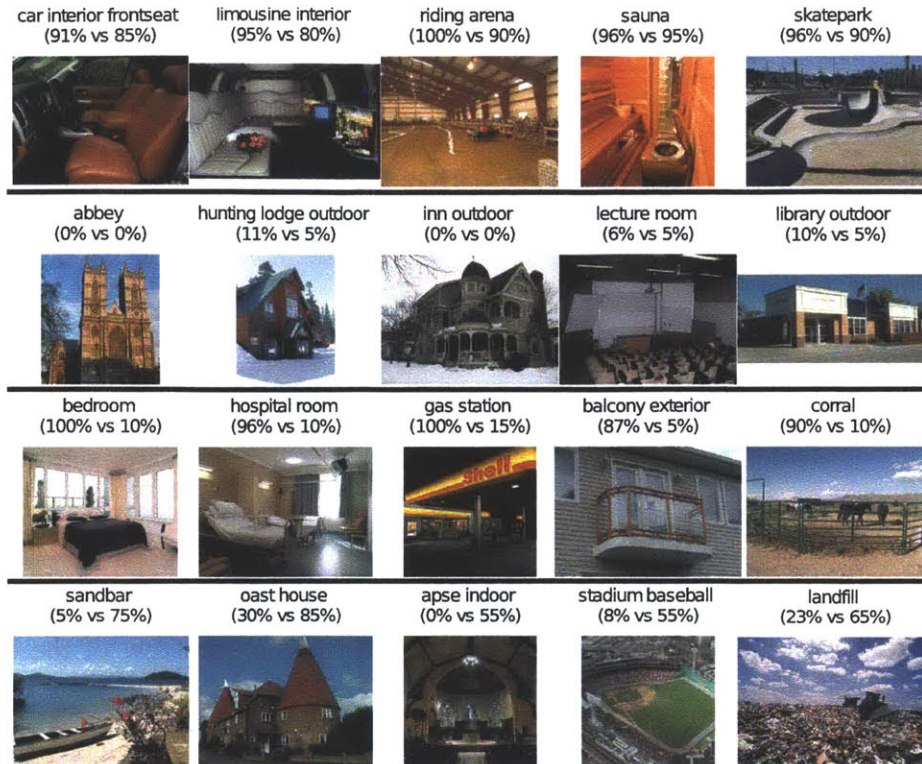 car interior frontseat
(91% vs 85%)
limousine interior
(95% vs 80%)
riding arena
(100% vs 90%)
sauna
(96% vs 95%)
skatepark
(96% vs 90%)
abbey
(0% vs 0%)
hunting lodge outdoor
(11% vs 5%)
inn outdoor
(0% vs 0%)
lecture room
(6% vs 5%)
library outdoor
(10% vs 5%)
bedroom
(100% vs 10%)
hospital room
(96% vs 10%)
gas station
(100% vs 15%)
balcony exterior
(87% vs 5%)
corral
(90% vs 10%)
Shell
sandbar
(5% vs 75%)
oast house
(30% vs 85%)
apse indoor
(0% vs 55%)
stadium baseball
(8% vs 55%)
landfill
(23% vs 65%)